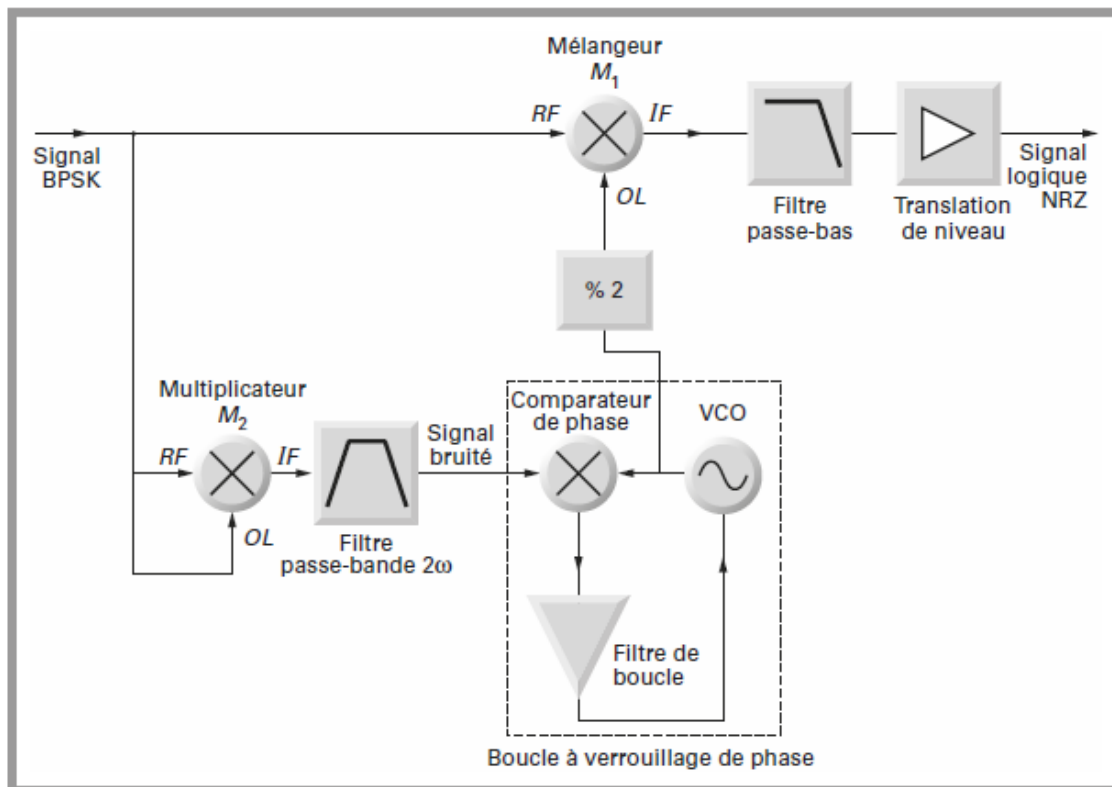 Mélangeur
M1
RF
IF
OL
Signal
BPSK
Filtre
passe-bas
Translation
de niveau
Signal
logique
NRZ
% 2
Multiplicateur
M2
RF
IF
OL
Filtre
passe-bande 2ω
Signal
bruité
Comparateur
de phase
VCO
Filtre de
boucle
Boucle à verrouillage de phase